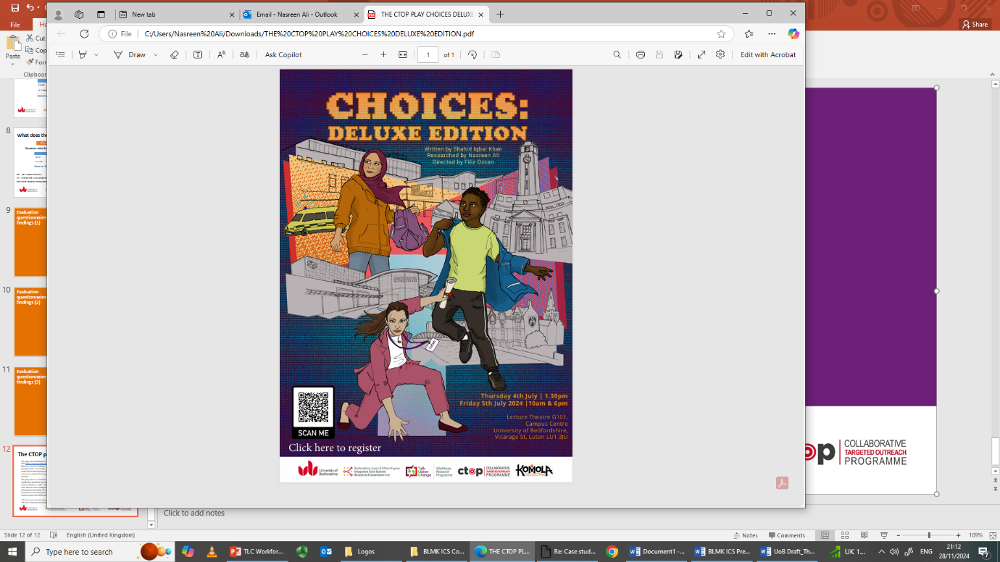 File
Ho
Share
New tab
Email - Nasreen Ali - Outlook
THE CTOP PLAY CHOICES DELUXE
File
C:/Users/Nasreen%20Ali/Downloads/THE%20CTOP%20PLAY%20CHOICES%20DELUXE%20EDITION.pdf
Draw
Ask Copilot
1
of 1
Edit with Acrobat
Paste
Cut
Cop
Form
Clipboar
CHOICES:
DELUXE EDITION
Written by Shahid Iqbal Khan
Researched by Nasreen Ali
Directed by Filiz Ozcan
Thursday 4th July | 1.30pm
Friday 5th July 2024 |10am & 6pm
Lecture Theatre G101,
Campus Centre
University of Bedfordshire,
Vicarage St, Luton LU1 3JU
SCAN ME
Click here to register
University of
Bedfordshire
Bedfordshire, Luton & Milton Keynes
Integrated Care System
Research & Innovation Hub
Talk
Listen
Change
Workforce
Research
Programme
ctop
COLLABORATIVE
TARGETED OUTREACH
PROGRAMME
KOMOLA
8
What does the
9
Evaluation
questionnaire
findings (1)
10
Evaluation
questionnaire
findings (2)
11
Evaluation
questionnaire
findings (3)
12
The CTOP p
op
COLLABORATIVE
TARGETED OUTREACH
PROGRAMME
Click to add notes
Slide 12 of 12
English (United Kingdom)
Notes
Comments
109%
Type here to search
TLC Workfor...
Logos
BLMK ICS Co...
THE CTOP PL...
Re: Case stud...
Document1 -...
BLMK ICS Pre...
UoB Draft_Th...
UK 1...
ENG
21:12
28/11/2024
7